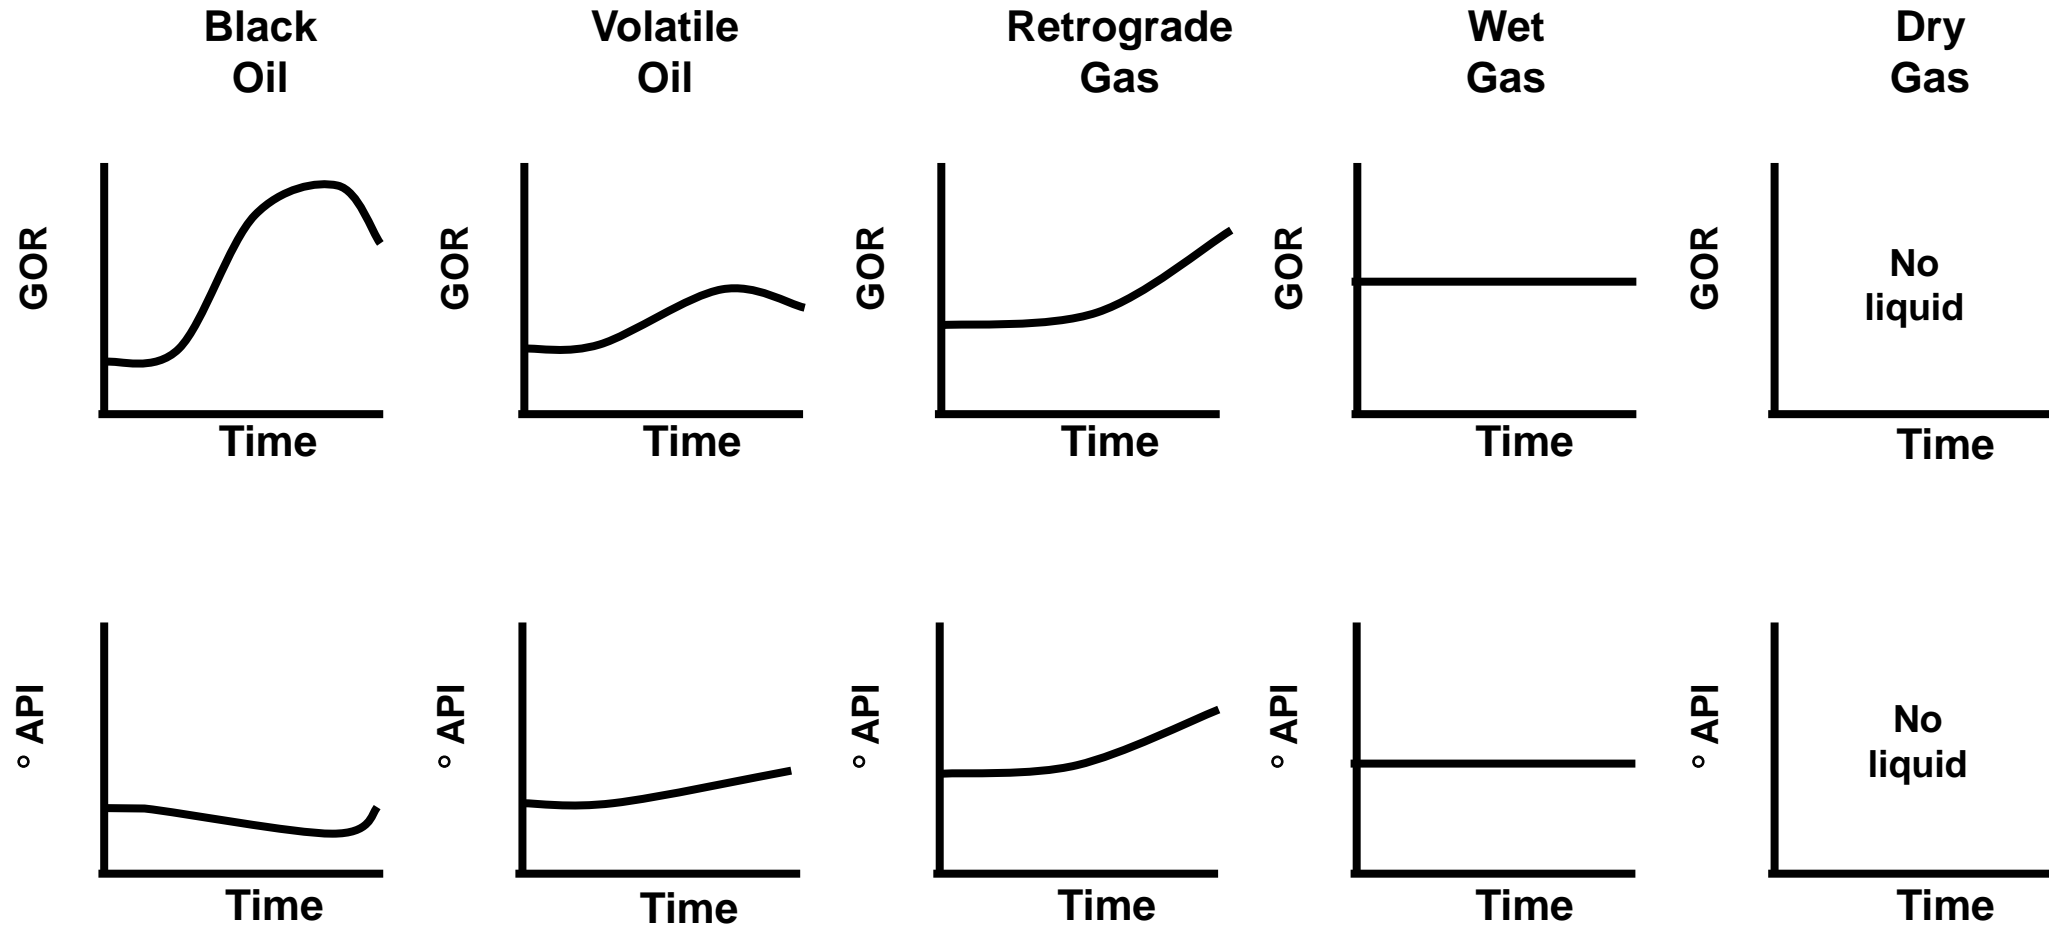 Black
Oil
Volatile
Oil
Retrograde
Gas
Wet
Gas
Dry
Gas
GOR
Time
GOR
Time
GOR
Time
GOR
Time
GOR
No
liquid
Time
° API
Time
° API
Time
° API
Time
° API
Time
° API
No
liquid
Time